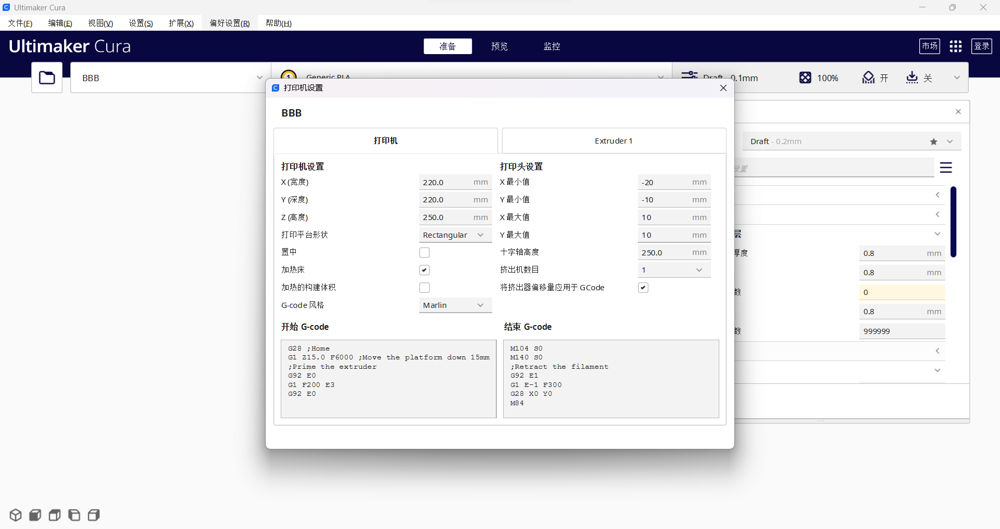 Ultimaker Cura
文件(F) 编辑(E) 视图(V) 设置(S) 扩展(X) 偏好设置(R) 帮助(H)
Ultimaker Cura 准备 预览 监控 市场 登录
BBB 1 Generic PLA Draft 0.1mm 100% 开 关
打印机设置
BBB
打印机 Extruder 1
Draft - 0.2mm
设置
打印机设置 打印头设置
X (宽度) 220.0 mm X 最小值 -20 mm
Y (深度) 220.0 mm Y 最小值 -10 mm
Z (高度) 250.0 mm X 最大值 10 mm
打印平台形状 Rectangular Y 最大值 10 mm
层
置中 十字轴高度 250.0 mm
厚度 0.8 mm
加热床 挤出机数目 1
0.8 mm
加热的构建体积 将挤出器偏移量应用于 GCode
数 0
G-code 风格 Marlin
0.8 mm
开始 G-code 结束 G-code
数 999999
G28 ;Home
G1 Z15.0 F6000 ;Move the platform down 15mm
;Prime the extruder
G92 E0
G1 F200 E3
G92 E0
M104 S0
M140 S0
;Retract the filament
G92 E1
G1 E-1 F300
G28 X0 Y0
M84